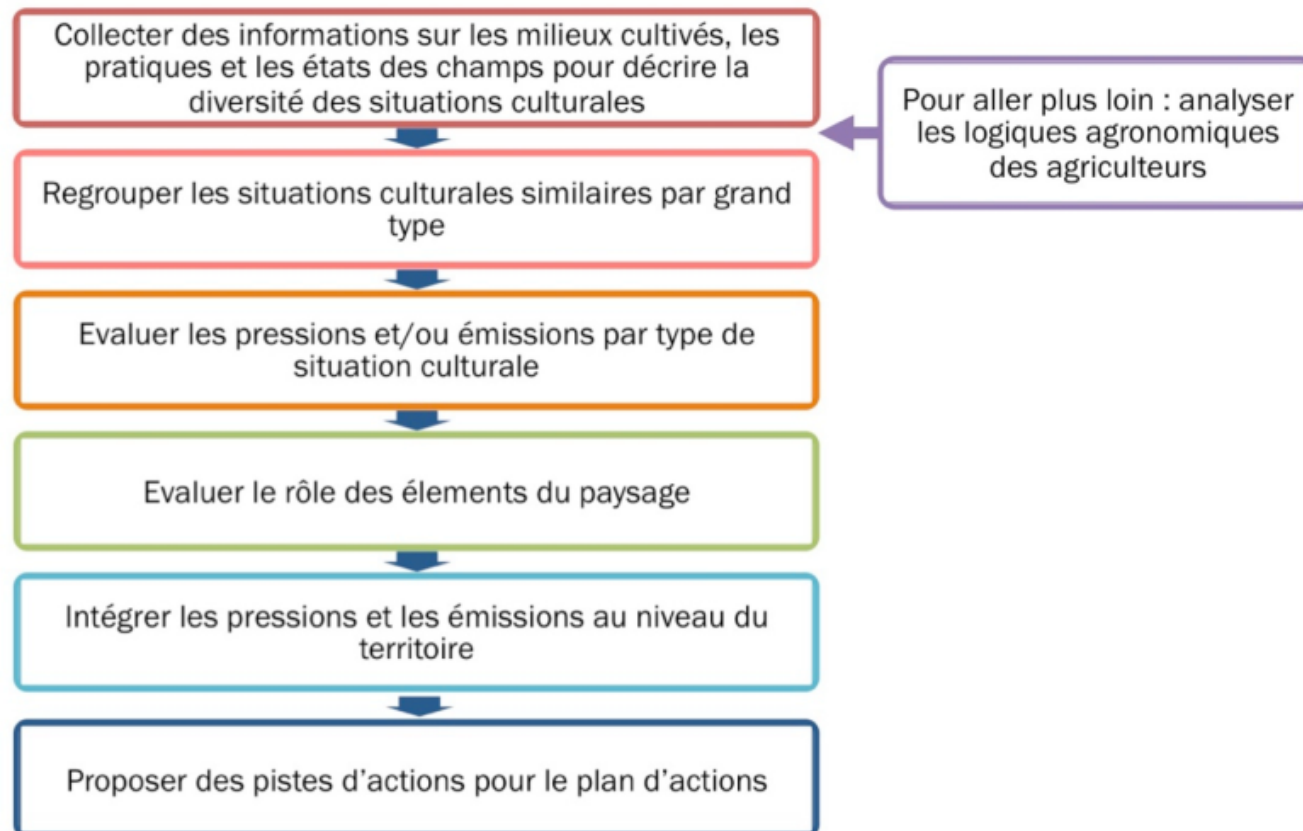 Collecter des informations sur les milieux cultivés, les
pratiques et les états des champs pour décrire la
diversité des situations culturales
Pour aller plus loin : analyser
les logiques agronomiques
des agriculteurs
Regrouper les situations culturales similaires par grand
type
Evaluer les pressions et/ou émissions par type de
situation culturale
Evaluer le rôle des élements du paysage
Intégrer les pressions et les émissions au niveau du
territoire
Proposer des pistes d'actions pour le plan d'actions